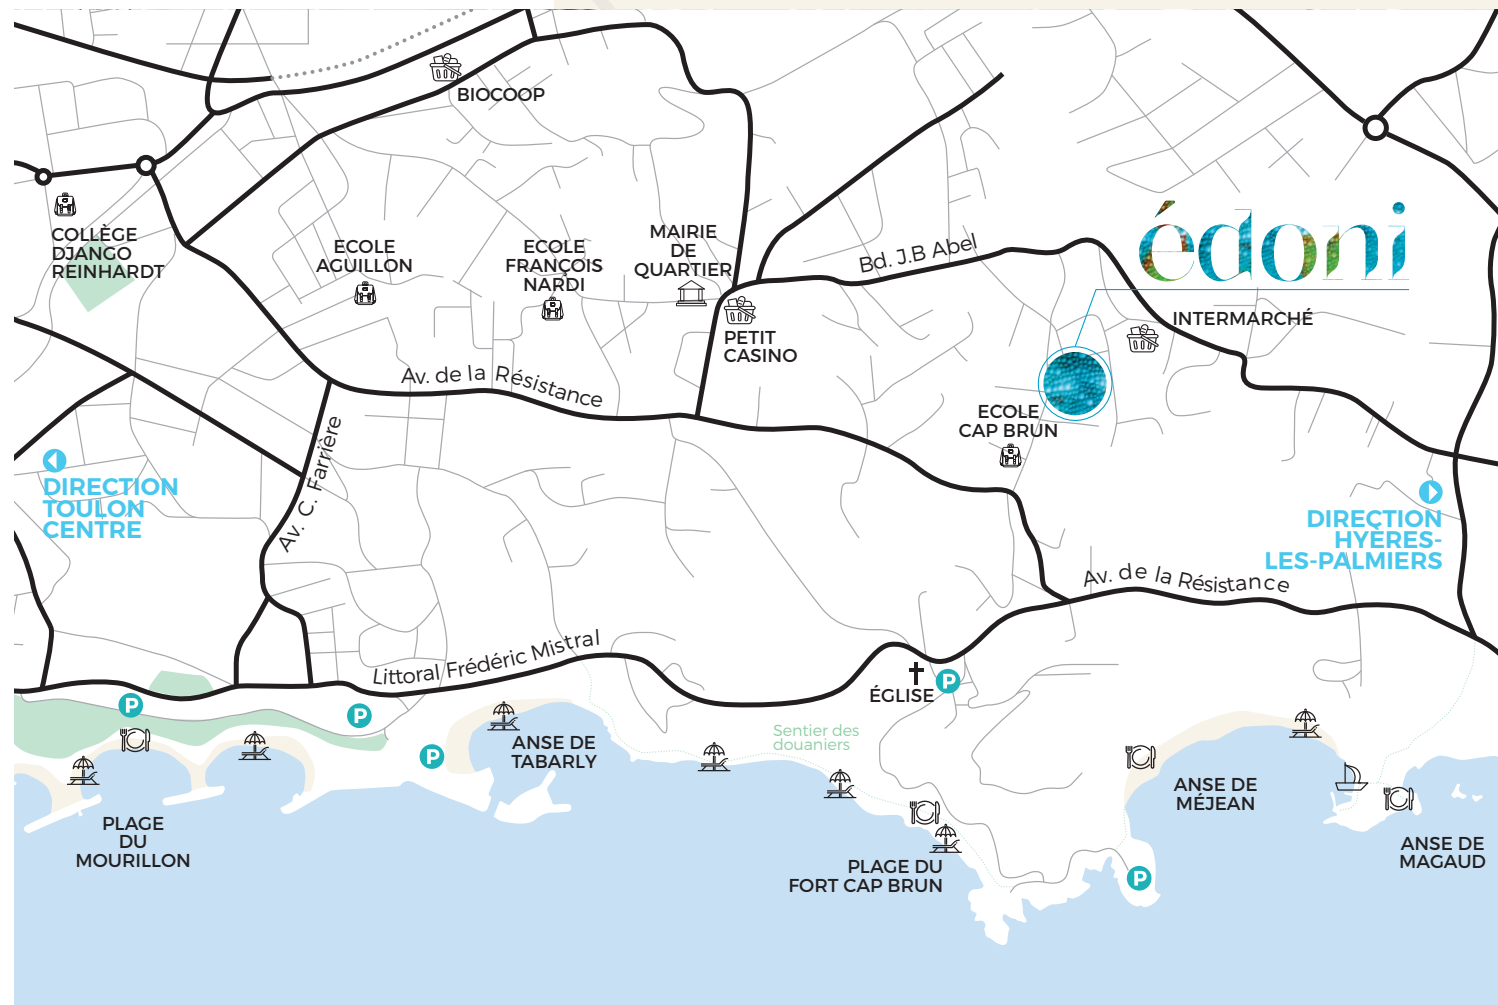 BIOCOOP
COLLÈGE
DJANGO
REINHARDT
ECOLE
AGUILLON
ECOLE
FRANÇOIS
NARDI
MAIRIE
DE
QUARTIER
PETIT
CASINO
Bd. J.B Abel
édoni
INTERMARCHÉ
Av. de la Résistance
ECOLE
CAP BRUN
Av. C. Farrière
DIRECTION
TOULON
CENTRE
DIRECTION
HYÈRES-
LES-PALMIERS
Av. de la Résistance
Littoral Frédéric Mistral
ÉGLISE
P
P
P
P
P
Sentier des
douaniers
ANSE DE
TABARLY
PLAGE
DU
MOURILLON
PLAGE DU
FORT CAP BRUN
ANSE DE
MÉJEAN
ANSE DE
MAGAUD